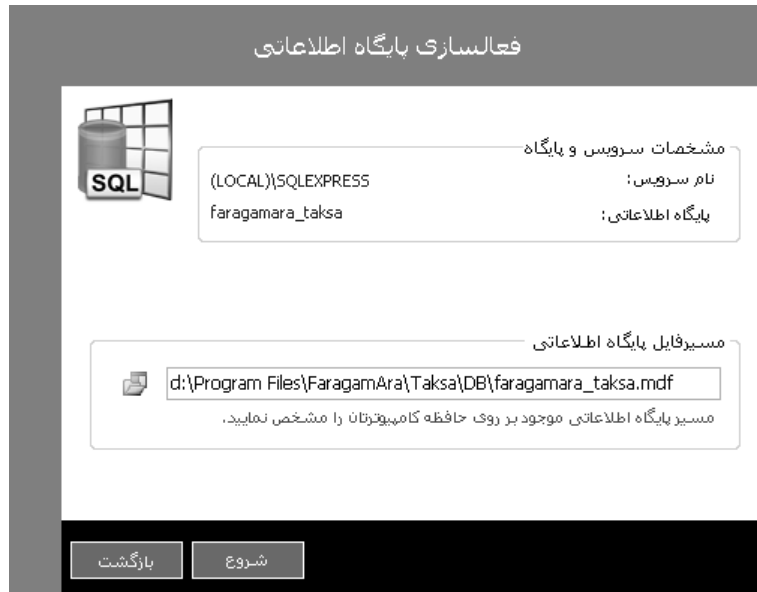 فعالسازی پایگاه اطلاعاتی
SQL
مشخصات سرویس و پایگاه
نام سرویس: (LOCAL)\SQLEXPRESS
پایگاه اطلاعاتی: faragamara_taksa
مسیرفایل پایگاه اطلاعاتی
d:\Program Files\FaragamAra\Taksa\DB\faragamara_taksa.mdf
مسیر پایگاه اطلاعاتی موجود بر روی حافظه کامپیوترتان را مشخص نمایید.
شروع
بازگشت